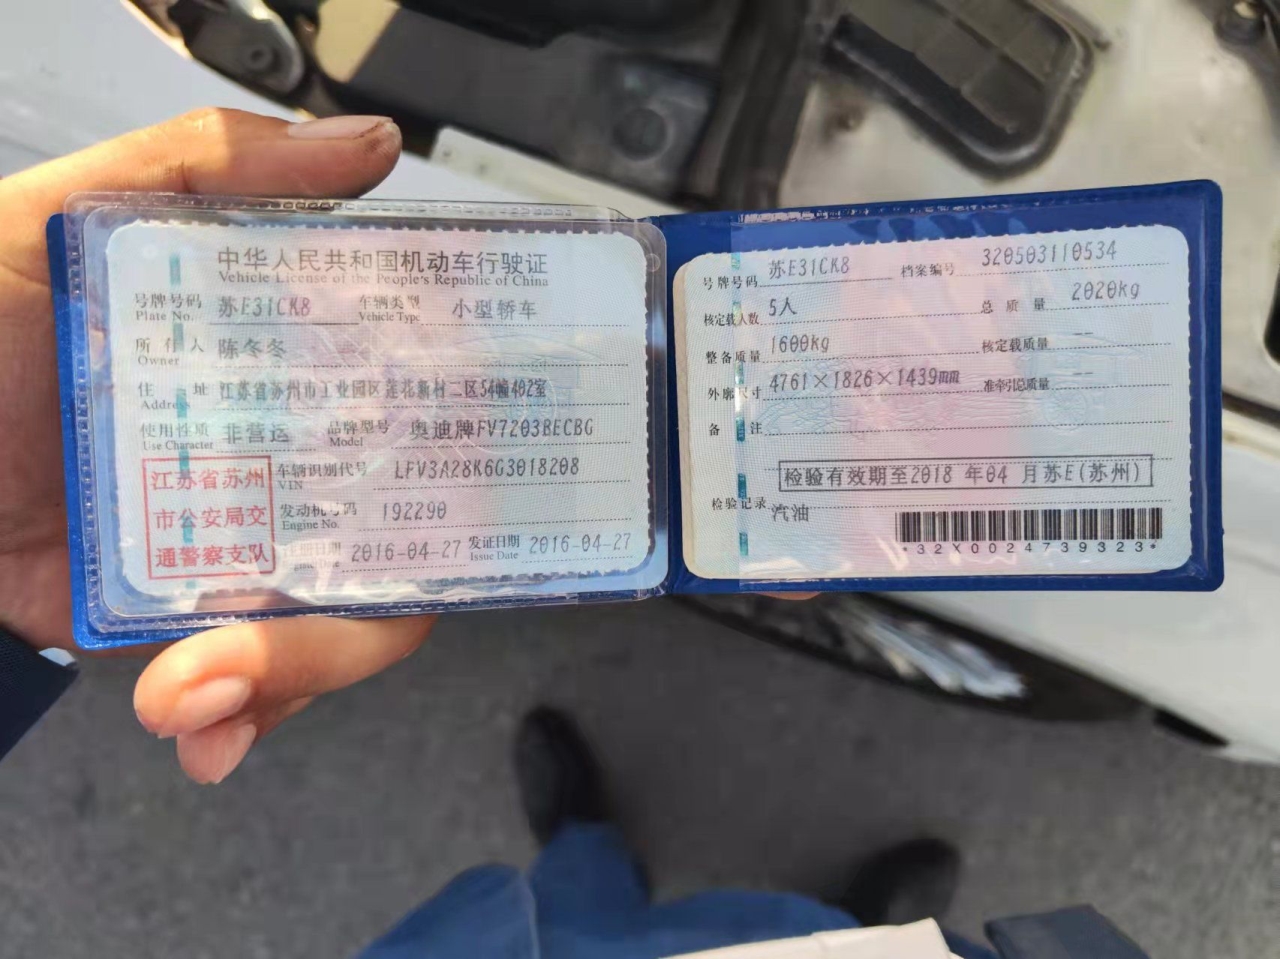 中华人民共和国机动车行驶证
Vehicle License of the People's Republic of China
号牌号码 苏E31CK8 车辆类型 小型轿车
Plate No. Vehicle Type
所有人 陈冬冬
Owner
住址 江苏省苏州市工业园区莲花新村二区54幢402室
Address
使用性质 非营运 品牌型号 奥迪牌FV7203BECBG
Use Character Model
江苏省苏州
市公安局交
通警察支队
车辆识别代号 LFV3A28K6G3018208
VIN
发动机号码 192290
Engine No.
注册日期 2016-04-27 发证日期 2016-04-27
Issue Date
号牌号码 苏E31CK8 档案编号 320503110534
核定载人数 5人 总质量 2020kg
整备质量 1600kg 核定载质量 --
外廓尺寸 4761×1826×1439mm 准牵引总质量 --
备注
检验有效期至2018 年04 月苏E(苏州)
检验记录
汽油
*32X0024739323*